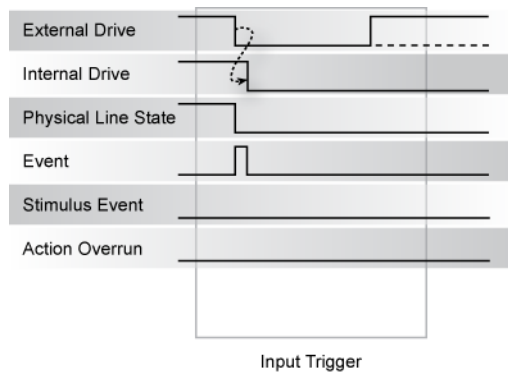 External Drive
Internal Drive
Physical Line State
Event
Stimulus Event
Action Overrun
Input Trigger